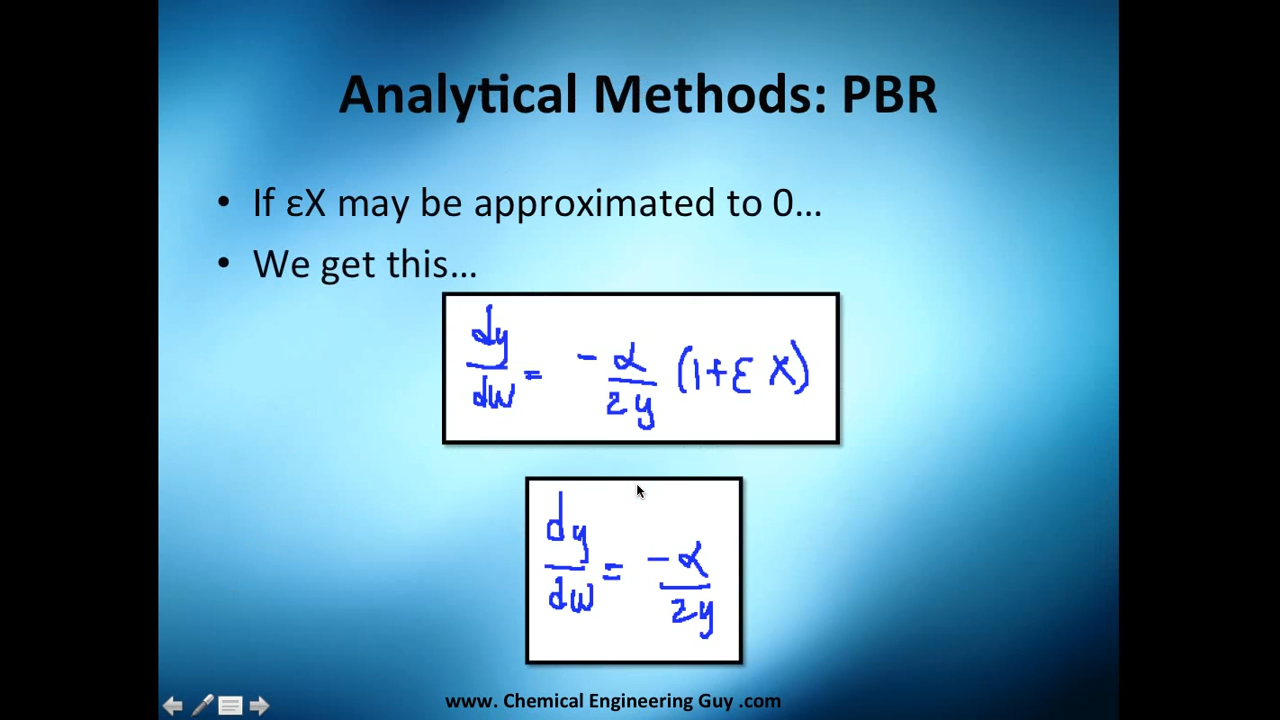 Analytical Methods: PBR
• If εX may be approximated to 0…
• We get this…
dy/dW = -α/2y (1+ε X)
dy/dW = -α/2y
www. Chemical Engineering Guy .com